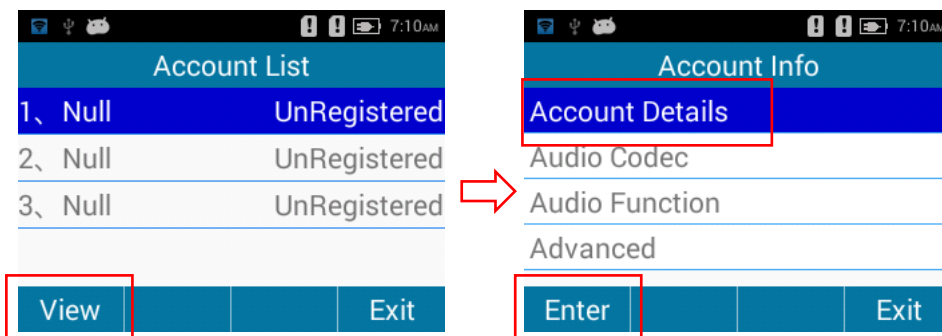 7:10AM
Account List
1、 Null UnRegistered
2、 Null UnRegistered
3、 Null UnRegistered
View Exit
7:10AM
Account Info
Account Details
Audio Codec
Audio Function
Advanced
Enter Exit